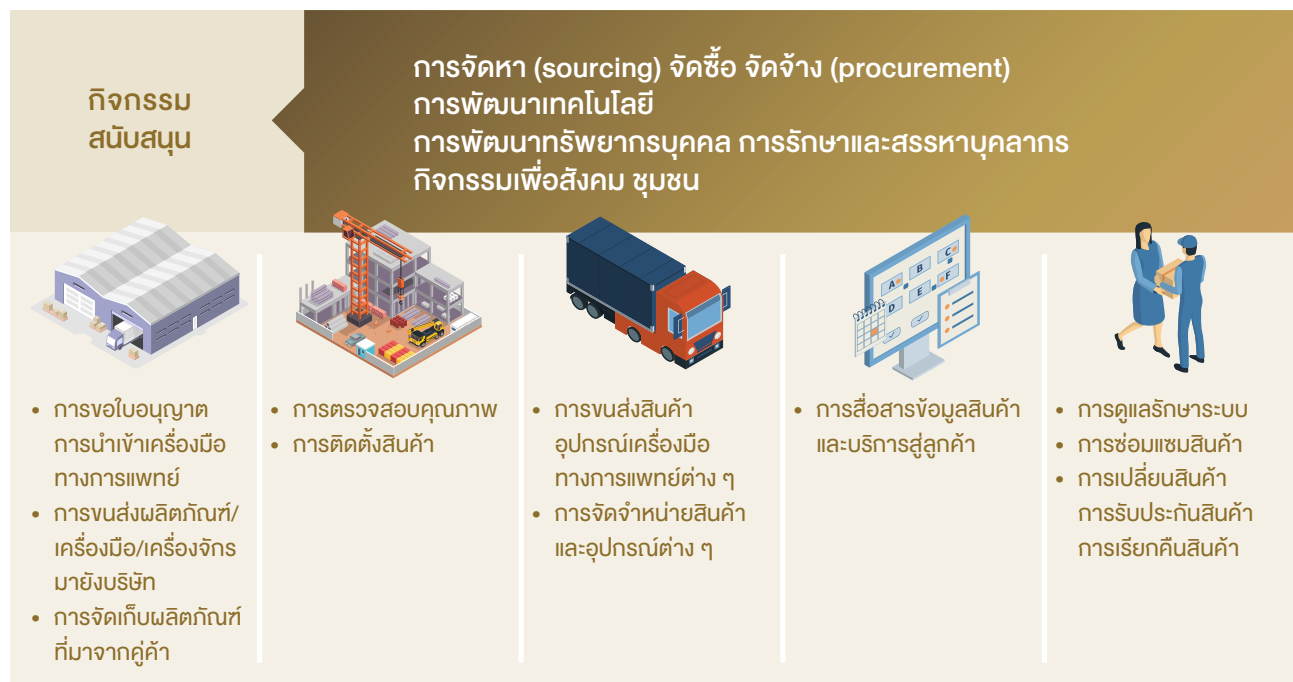 กิจกรรม
สนับสนุน
การจัดหา (sourcing) จัดซื้อ จัดจ้าง (procurement)
การพัฒนาเทคโนโลยี
การพัฒนาทรัพยากรบุคคล การรักษาและสรรหาบุคลากร
กิจกรรมเพื่อสังคม ชุมชน
A
B
C
D
E
F
• การขอใบอนุญาต
การนำเข้าเครื่องมือ
ทางการแพทย์
• การขนส่งผลิตภัณฑ์/
เครื่องมือ/เครื่องจักร
มายังบริษัท
• การจัดเก็บผลิตภัณฑ์
ที่มาจากคู่ค้า
• การตรวจสอบคุณภาพ
• การติดตั้งสินค้า
• การขนส่งสินค้า
อุปกรณ์เครื่องมือ
ทางการแพทย์ต่าง ๆ
• การจัดจำหน่ายสินค้า
และอุปกรณ์ต่าง ๆ
• การสื่อสารข้อมูลสินค้า
และบริการสู่ลูกค้า
• การดูแลรักษาระบบ
• การซ่อมแซมสินค้า
• การเปลี่ยนสินค้า
การรับประกันสินค้า
การเรียกคืนสินค้า